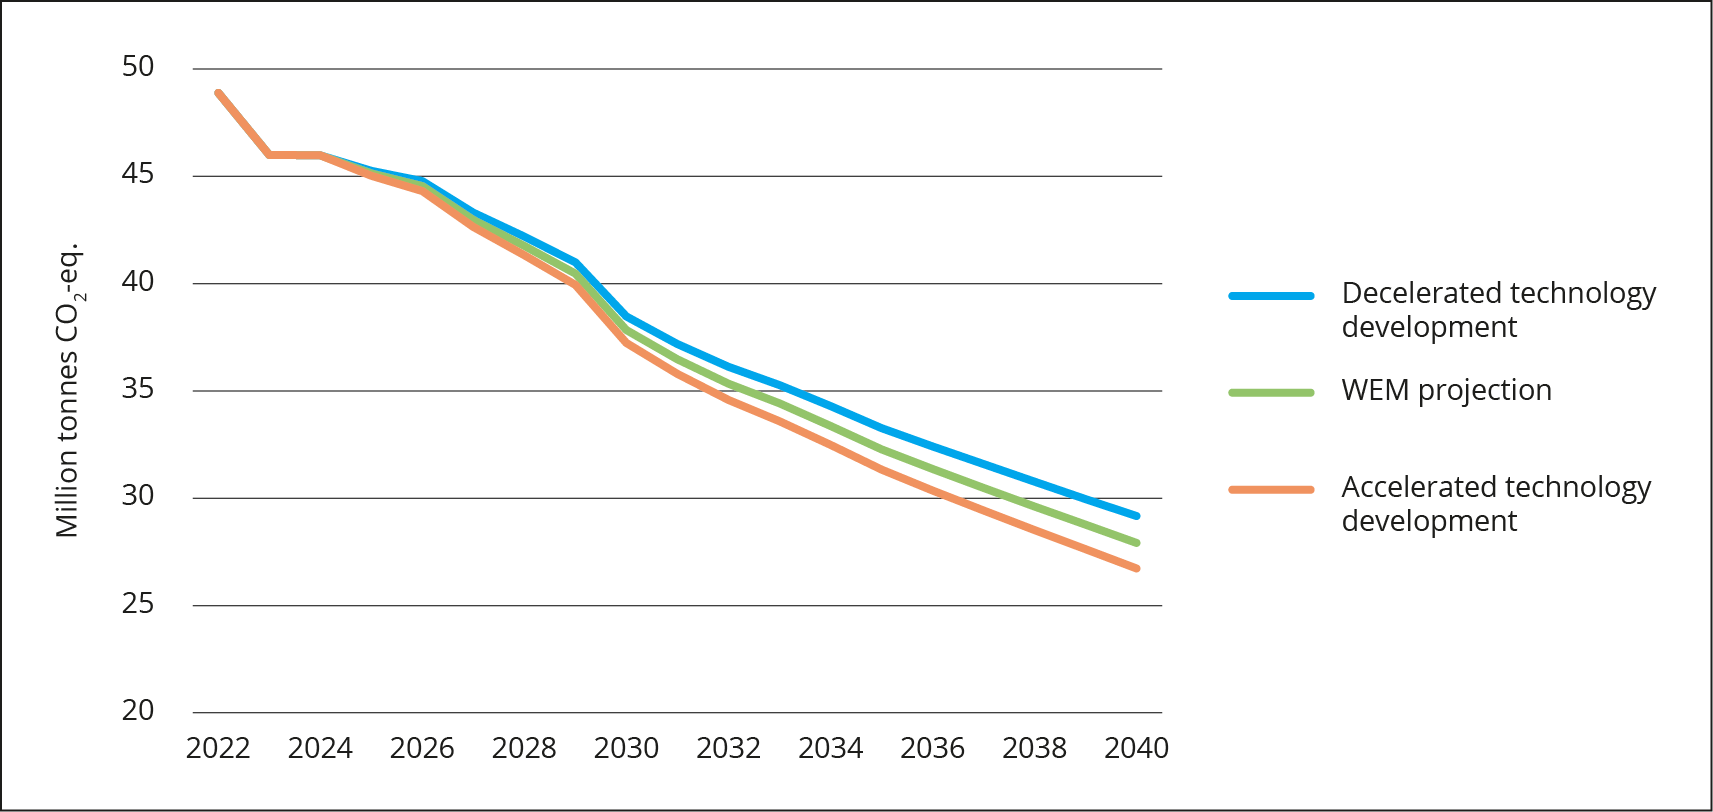 50
45
40
35
30
25
20
Million tonnes CO₂-eq.
2022 2024 2026 2028 2030 2032 2034 2036 2038 2040
Decelerated technology
development
WEM projection
Accelerated technology
development